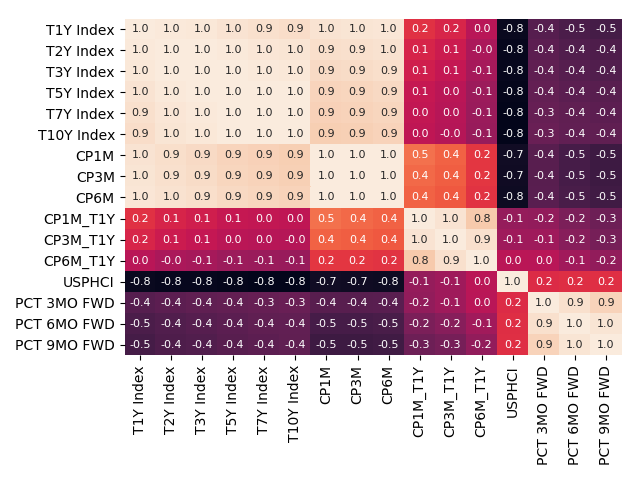 T1Y Index 1.0 1.0 1.0 1.0 0.9 0.9 1.0 1.0 1.0 0.2 0.2 0.0 -0.8 -0.4 -0.5 -0.5
T2Y Index 1.0 1.0 1.0 1.0 1.0 1.0 0.9 0.9 1.0 0.1 0.1 -0.0 -0.8 -0.4 -0.4 -0.4
T3Y Index 1.0 1.0 1.0 1.0 1.0 1.0 0.9 0.9 0.9 0.1 0.1 -0.1 -0.8 -0.4 -0.4 -0.4
T5Y Index 1.0 1.0 1.0 1.0 1.0 1.0 0.9 0.9 0.9 0.1 0.0 -0.1 -0.8 -0.4 -0.4 -0.4
T7Y Index 0.9 1.0 1.0 1.0 1.0 1.0 0.9 0.9 0.9 0.0 0.0 -0.1 -0.8 -0.3 -0.4 -0.4
T10Y Index 0.9 1.0 1.0 1.0 1.0 1.0 0.9 0.9 0.9 0.0 -0.0 -0.1 -0.8 -0.3 -0.4 -0.4
CP1M 1.0 0.9 0.9 0.9 0.9 0.9 1.0 1.0 1.0 0.5 0.4 0.2 -0.7 -0.4 -0.5 -0.5
CP3M 1.0 0.9 0.9 0.9 0.9 0.9 1.0 1.0 1.0 0.4 0.4 0.2 -0.7 -0.4 -0.5 -0.5
CP6M 1.0 1.0 0.9 0.9 0.9 0.9 1.0 1.0 1.0 0.4 0.4 0.2 -0.8 -0.4 -0.5 -0.5
CP1M_T1Y 0.2 0.1 0.1 0.1 0.0 0.0 0.5 0.4 0.4 1.0 1.0 0.8 -0.1 -0.2 -0.2 -0.3
CP3M_T1Y 0.2 0.1 0.1 0.0 0.0 -0.0 0.4 0.4 0.4 1.0 1.0 0.9 -0.1 -0.1 -0.2 -0.3
CP6M_T1Y 0.0 -0.0 -0.1 -0.1 -0.1 -0.1 0.2 0.2 0.2 0.8 0.9 1.0 0.0 0.0 -0.1 -0.2
USPHCI -0.8 -0.8 -0.8 -0.8 -0.8 -0.8 -0.7 -0.7 -0.8 -0.1 -0.1 0.0 1.0 0.2 0.2 0.2
PCT 3MO FWD -0.4 -0.4 -0.4 -0.4 -0.3 -0.3 -0.4 -0.4 -0.4 -0.2 -0.1 0.0 0.2 1.0 0.9 0.9
PCT 6MO FWD -0.5 -0.4 -0.4 -0.4 -0.4 -0.4 -0.5 -0.5 -0.5 -0.2 -0.2 -0.1 0.2 0.9 1.0 1.0
PCT 9MO FWD -0.5 -0.4 -0.4 -0.4 -0.4 -0.4 -0.5 -0.5 -0.5 -0.3 -0.3 -0.2 0.2 0.9 1.0 1.0
T1Y Index
T2Y Index
T3Y Index
T5Y Index
T7Y Index
T10Y Index
CP1M
CP3M
CP6M
CP1M_T1Y
CP3M_T1Y
CP6M_T1Y
USPHCI
PCT 3MO FWD
PCT 6MO FWD
PCT 9MO FWD